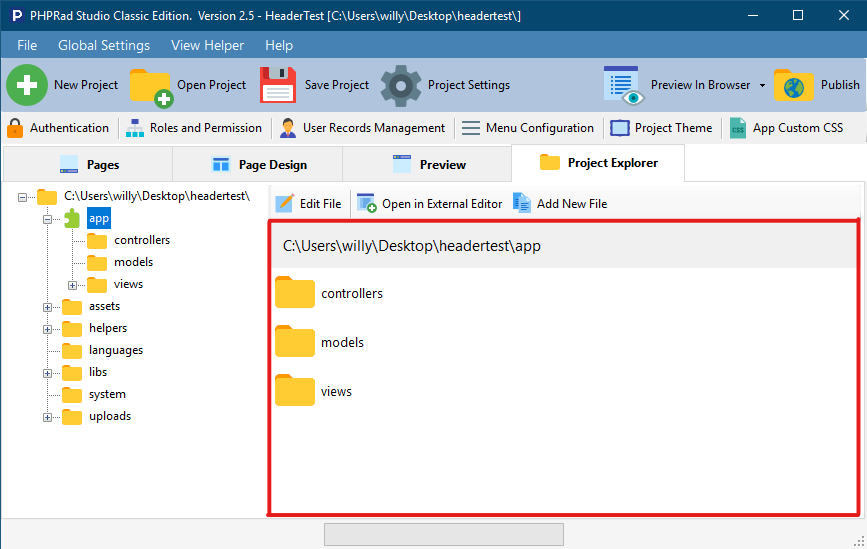 PHPRad Studio Classic Edition. Version 2.5 - HeaderTest [C:\Users\willy\Desktop\headertest\]
File Global Settings View Helper Help
New Project Open Project Save Project Project Settings Preview In Browser Publish
Authentication Roles and Permission User Records Management Menu Configuration Project Theme CSS App Custom CSS
Pages Page Design Preview Project Explorer
C:\Users\willy\Desktop\headertest\
app
controllers
models
views
assets
helpers
languages
libs
system
uploads
Edit File Open in External Editor Add New File
C:\Users\willy\Desktop\headertest\app
controllers
models
views